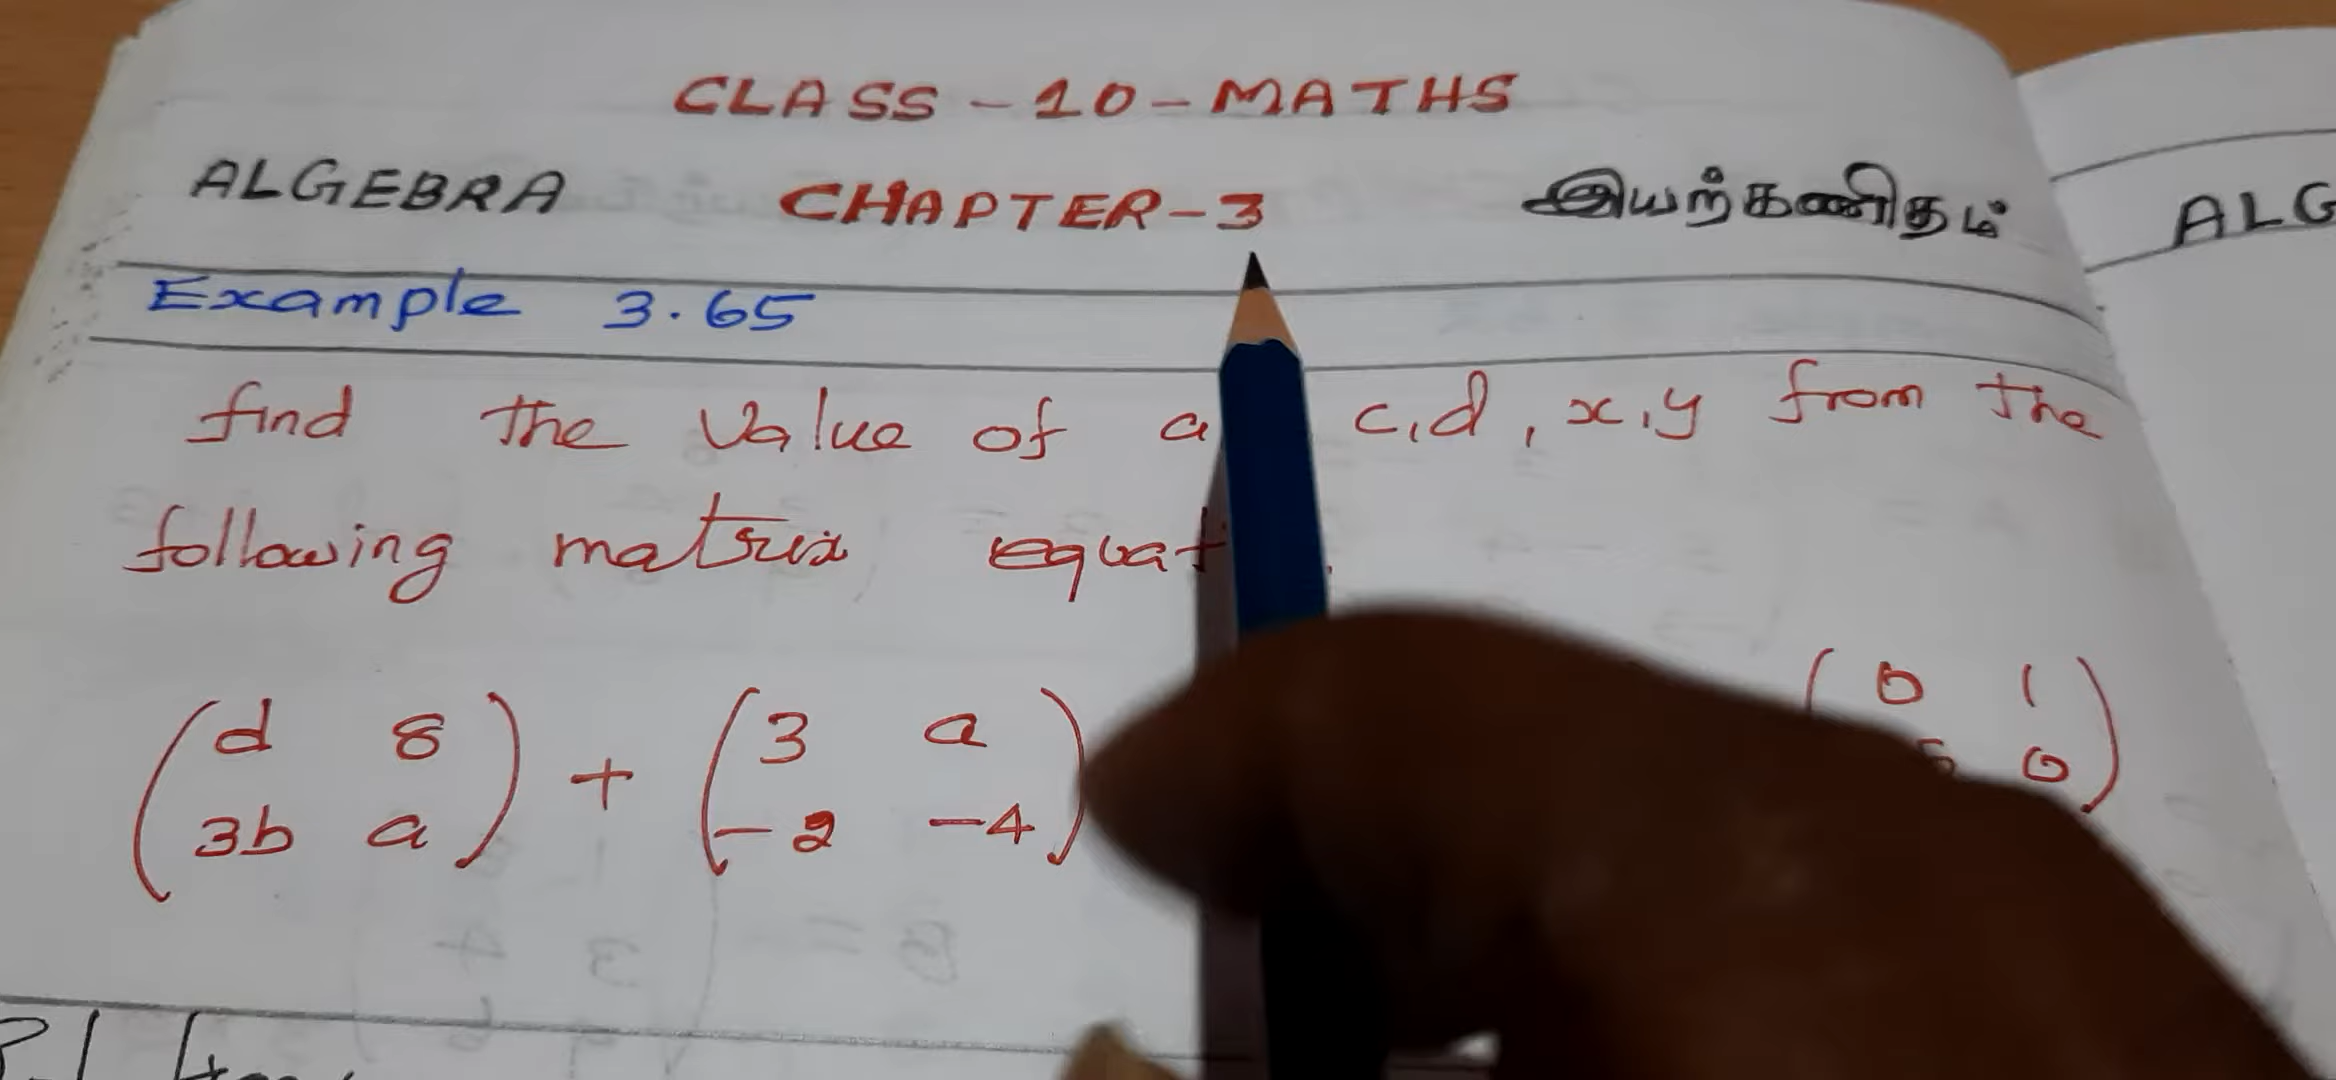 CLASS - 10 - MATHS
ALGEBRA CHAPTER-3 இயற்கணிதம்
ALG
Example 3.65
find the value of a c,d, x,y from the
following matrix
( d 8 ) + ( 3 a ) ( 0 1 )
( 3b a ) ( -2 -4 ) 0 )